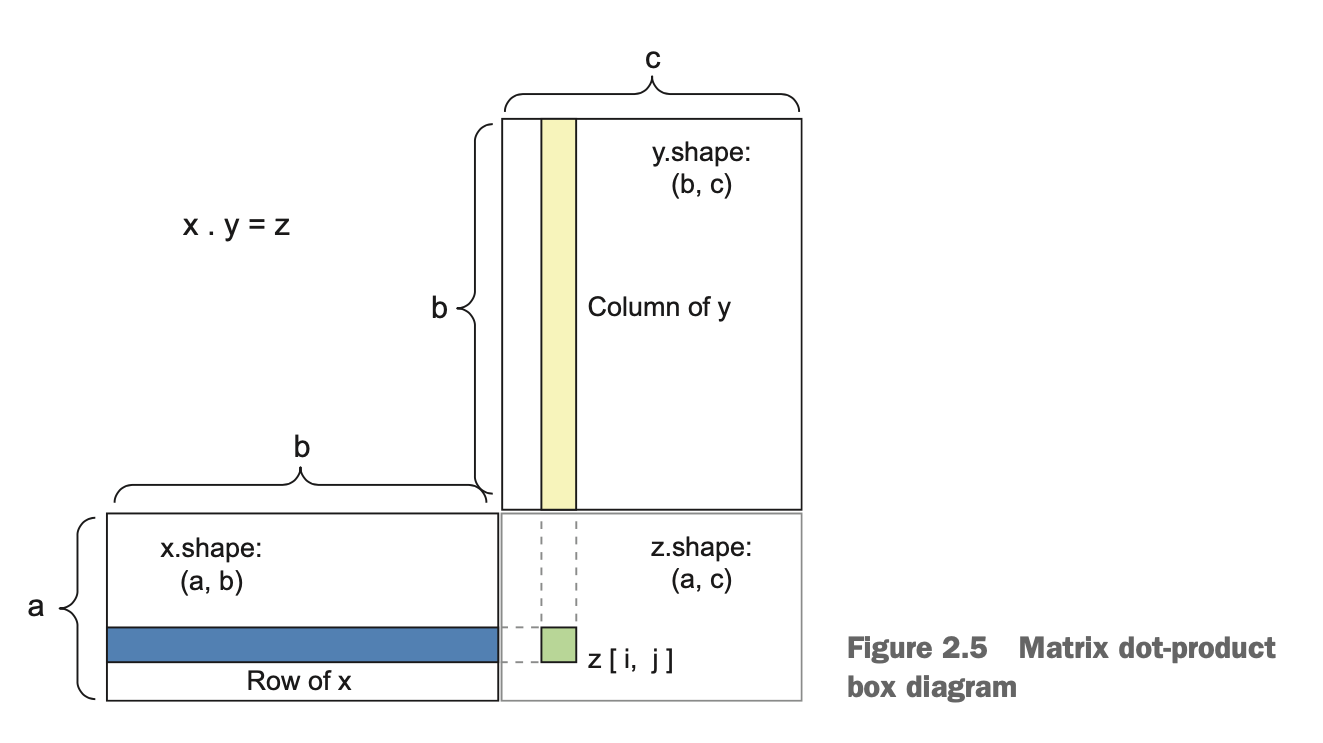 c
y.shape:
(b, c)
x . y = z
b
Column of y
b
x.shape:
(a, b)
z.shape:
(a, c)
a
z [ i, j ]
Row of x
Figure 2.5 Matrix dot-product
box diagram